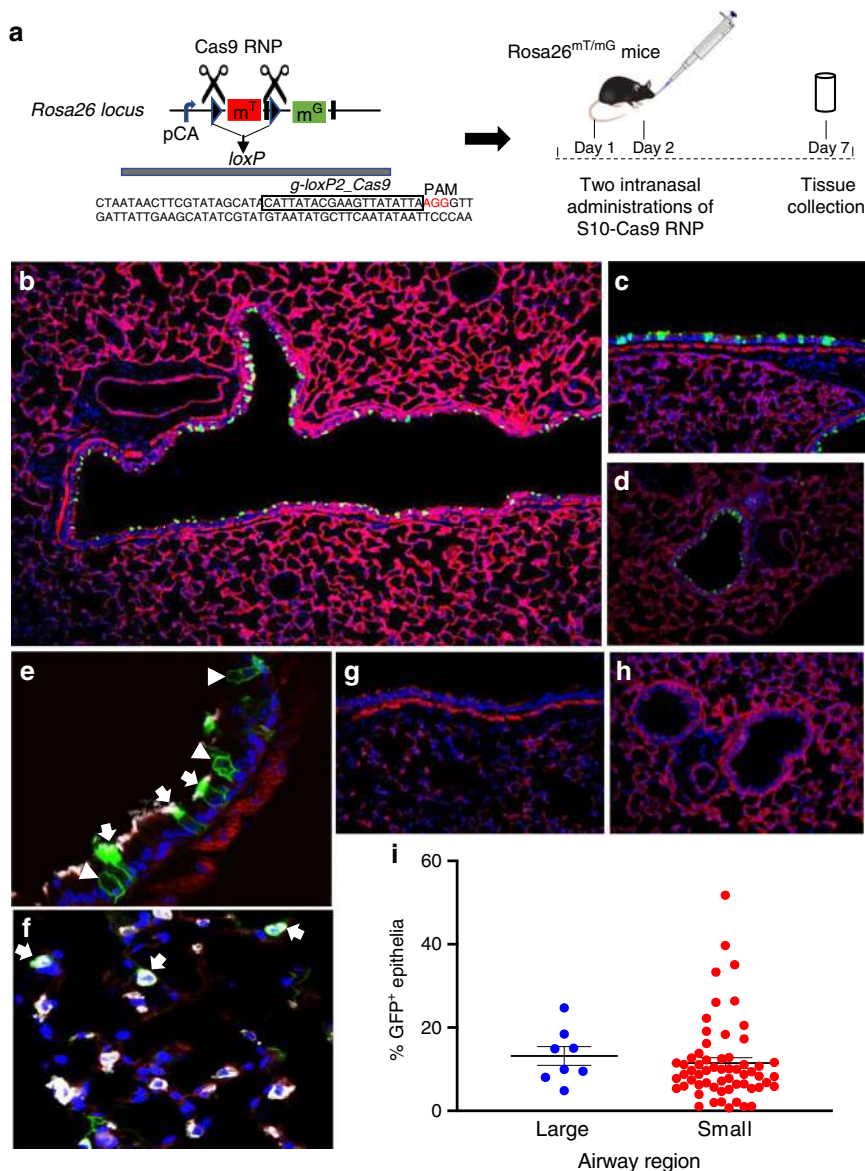 a
Cas9 RNP
Rosa26 locus
mT
mG
pCA
loxP
g-loxP2_Cas9
PAM
CTAATAACTTCGTATAGCATACATTATACGAAGTTATATTAAGGGTT
GATTATTGAAGCATATCGTATGTAATATGCTTCAATATAATTCCCAA
Rosa26mT/mG mice
Day 1
Day 2
Day 7
Two intranasal
administrations of
S10-Cas9 RNP
Tissue
collection
b
c
d
e
f
g
h
i
60
40
20
0
% GFP+ epithelia
Large
Small
Airway region